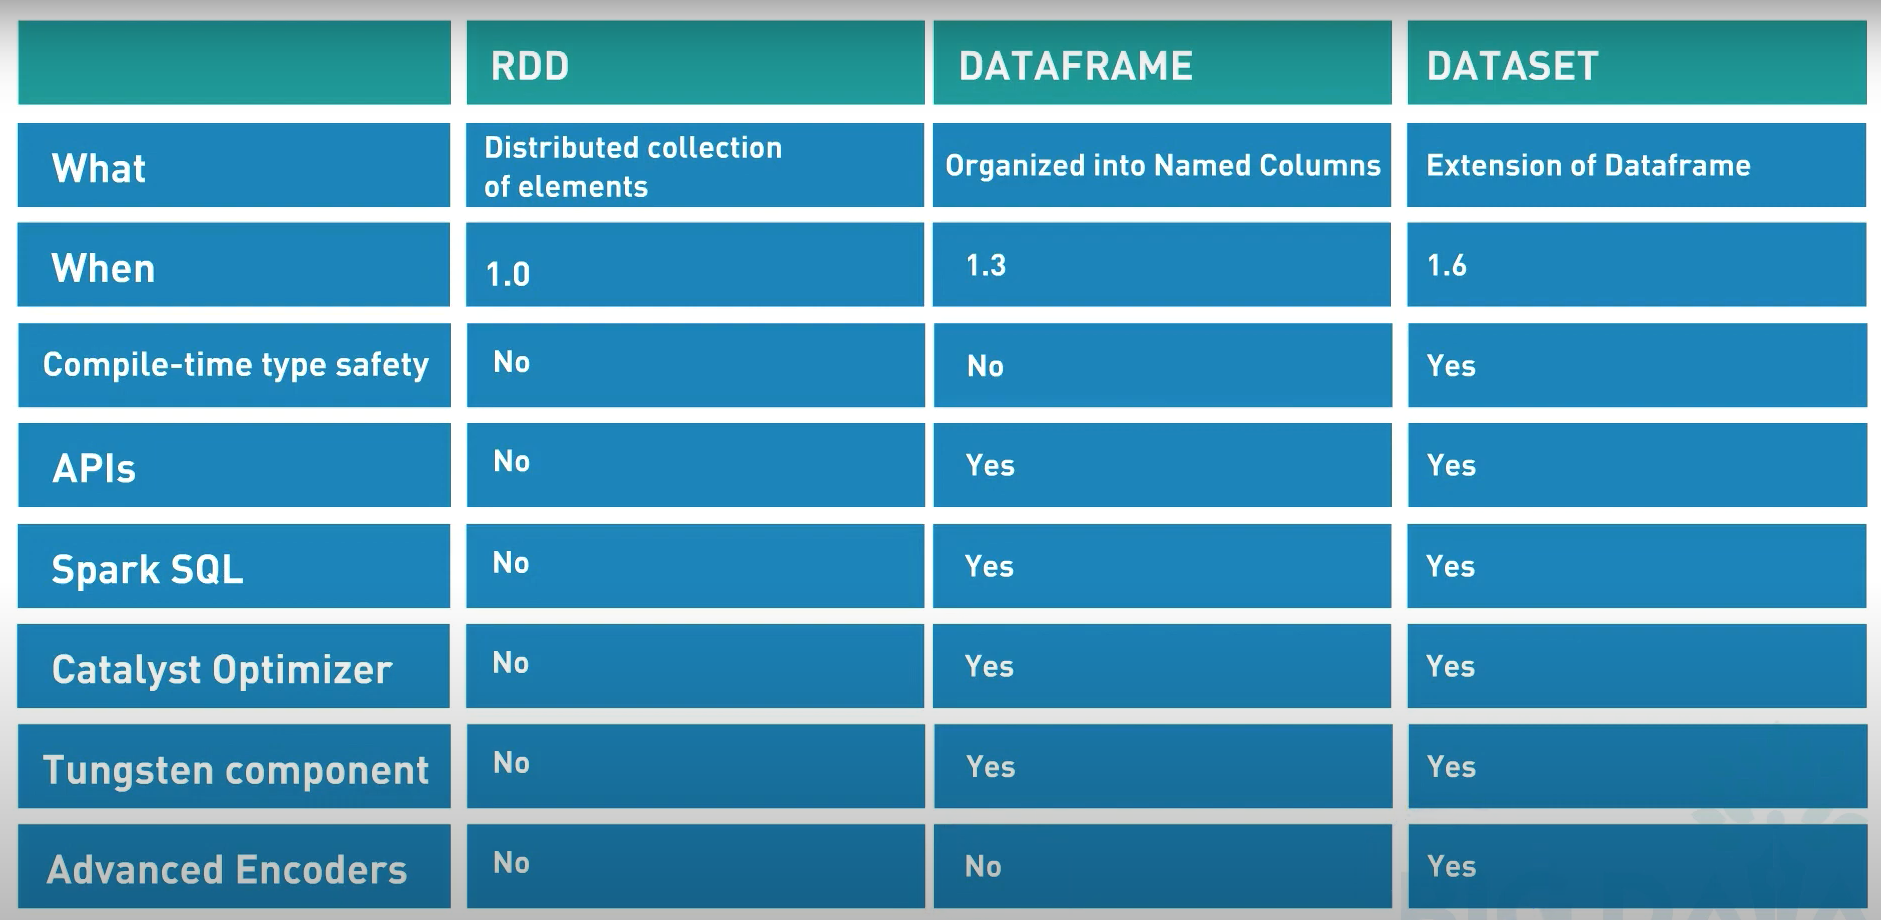 RDD DATAFRAME DATASET
What Distributed collection Organized into Named Columns Extension of Dataframe
of elements
When 1.0 1.3 1.6
Compile-time type safety No No Yes
APIs No Yes Yes
Spark SQL No Yes Yes
Catalyst Optimizer No Yes Yes
Tungsten component No Yes Yes
Advanced Encoders No No Yes